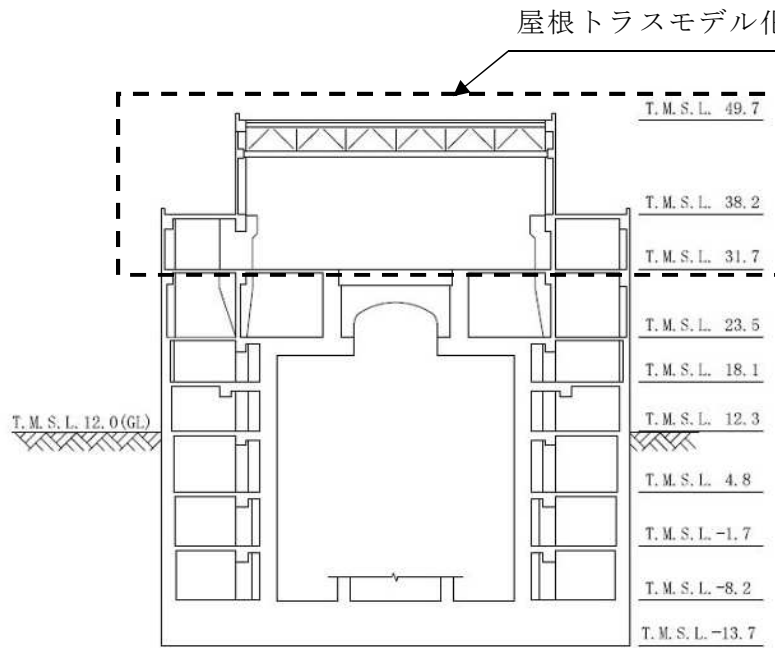 屋根トラスモデル化
T.M.S.L. 49.7
T.M.S.L. 38.2
T.M.S.L. 31.7
T.M.S.L. 23.5
T.M.S.L. 18.1
T.M.S.L.12.0(GL)
T.M.S.L. 12.3
T.M.S.L. 4.8
T.M.S.L.-1.7
T.M.S.L.-8.2
T.M.S.L.-13.7